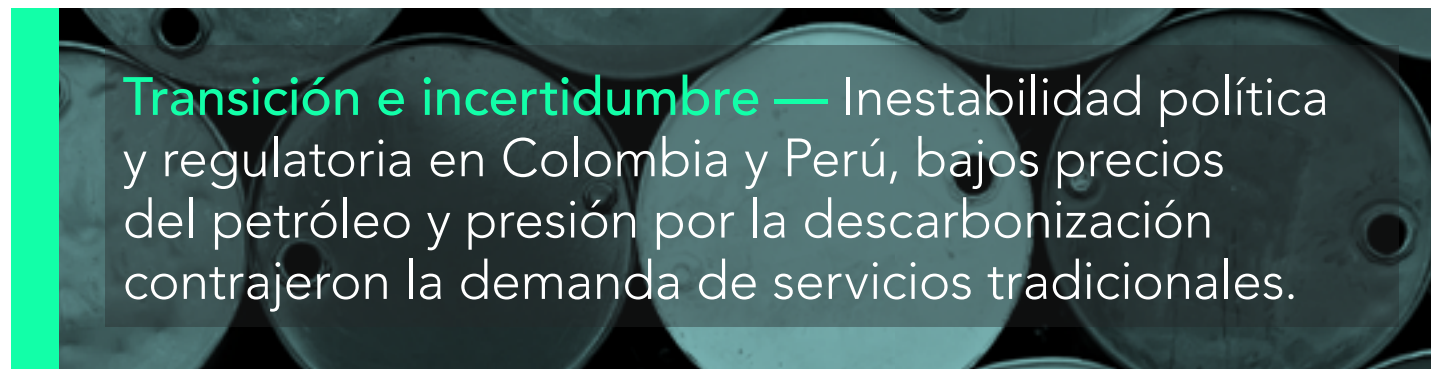 Transición e incertidumbre — Inestabilidad política
y regulatoria en Colombia y Perú, bajos precios
del petróleo y presión por la descarbonización
contrajeron la demanda de servicios tradicionales.